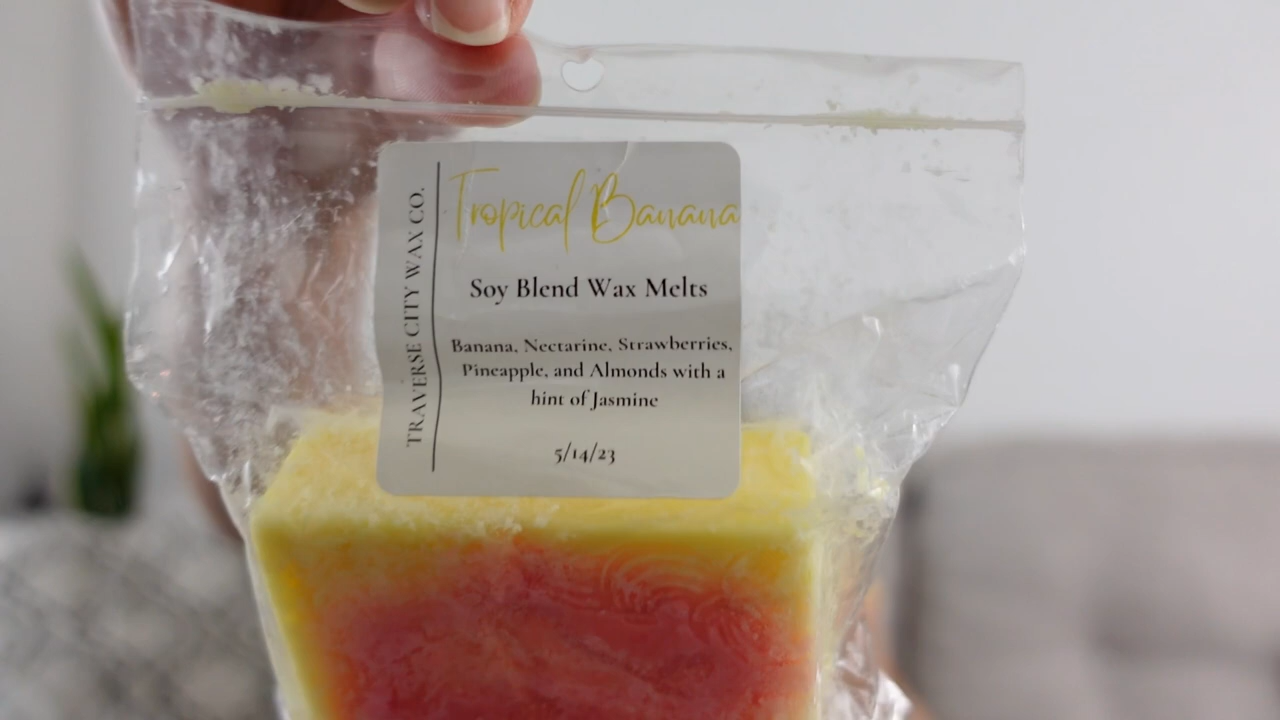 TRAVERSE CITY WAX CO.
Tropical Banana
Soy Blend Wax Melts
Banana, Nectarine, Strawberries,
Pineapple, and Almonds with a
hint of Jasmine
5/14/23